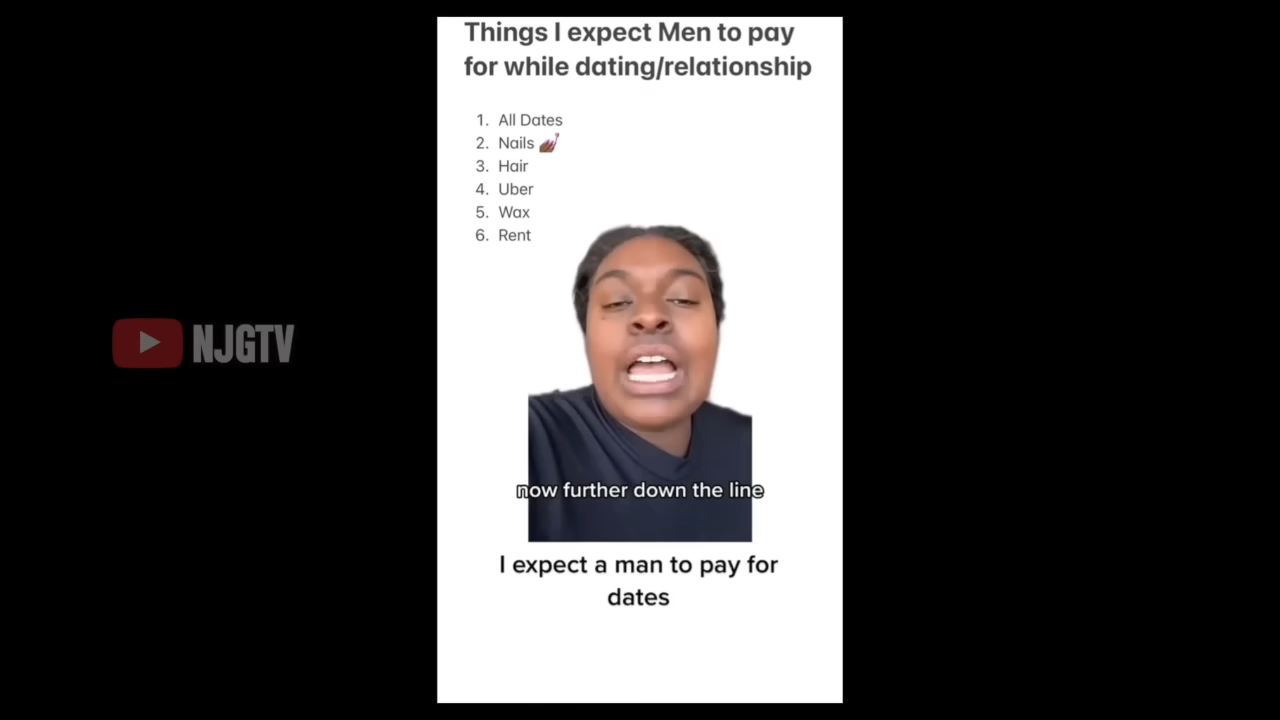 Things I expect Men to pay
for while dating/relationship
1. All Dates
2. Nails 💅🏾
3. Hair
4. Uber
5. Wax
6. Rent
NJGTV
now further down the line
I expect a man to pay for
dates